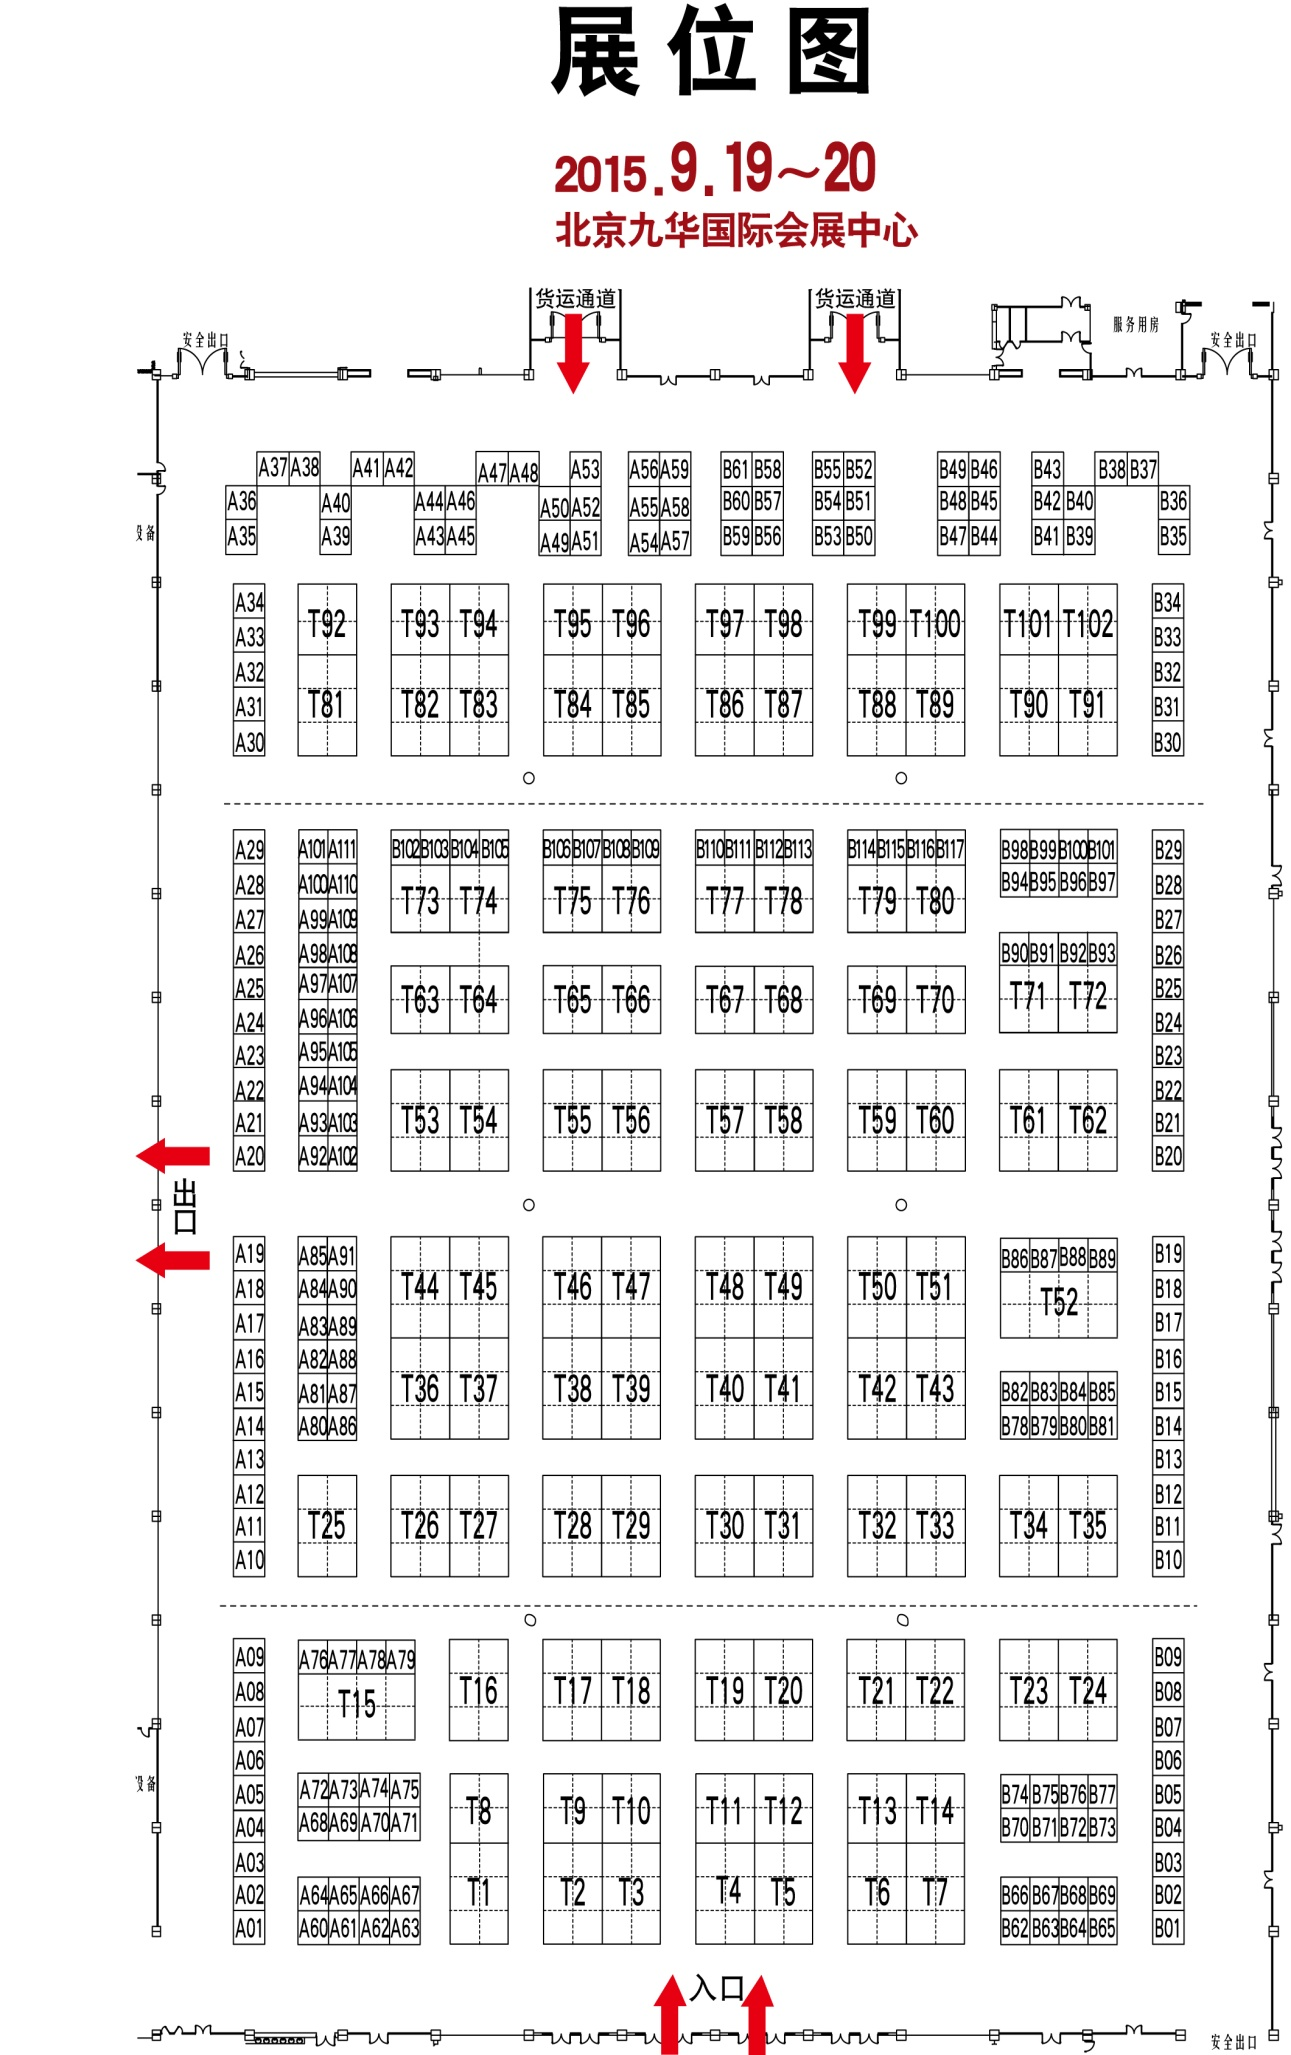 展位图
2015.9.19～20
北京九华国际会展中心
货运通道 货运通道
服务用房
安全出口 安全出口
A37 A38 A41 A42 A47 A48 A53 A56 A59 B61 B58 B55 B52 B49 B46 B43 B38 B37
A36 A40 A44 A46 A50 A52 A55 A58 B60 B57 B54 B51 B48 B45 B42 B40 B36
设备
A35 A39 A43 A45 A49 A51 A54 A57 B59 B56 B53 B50 B47 B44 B41 B39 B35
A34 B34
T92 T93 T94 T95 T96 T97 T98 T99 T100 T101 T102
A33 B33
A32 B32
A31 T81 T82 T83 T84 T85 T86 T87 T88 T89 T90 T91 B31
A30 B30
A29 A101 A111 B102 B103 B104 B105 B106 B107 B108 B109 B110 B111 B112 B113 B114 B115 B116 B117 B98 B99 B100 B101 B29
A28 A100 A110 B94 B95 B96 B97 B28
T73 T74 T75 T76 T77 T78 T79 T80
A27 A99 A109 B27
A26 A98 A108 B90 B91 B92 B93 B26
A25 A97 A107 B25
T63 T64 T65 T66 T67 T68 T69 T70 T71 T72
A24 A96 A106 B24
A23 A95 A105 B23
A22 A94 A104 B22
A21 A93 A103 T53 T54 T55 T56 T57 T58 T59 T60 T61 T62 B21
A20 A92 A102 B20
出口
A19 A85 A91 B86 B87 B88 B89 B19
A18 A84 A90 T44 T45 T46 T47 T48 T49 T50 T51 T52 B18
A17 A83 A89 B17
A16 A82 A88 B16
A15 A81 A87 T36 T37 T38 T39 T40 T41 T42 T43 B82 B83 B84 B85 B15
A14 A80 A86 B78 B79 B80 B81 B14
A13 B13
A12 B12
A11 T25 T26 T27 T28 T29 T30 T31 T32 T33 T34 T35 B11
A10 B10
A09 A76 A77 A78 A79 B09
A08 T15 T16 T17 T18 T19 T20 T21 T22 T23 T24 B08
A07 B07
A06 B06
设备
A05 A72 A73 A74 A75 B74 B75 B76 B77 B05
T8 T9 T10 T11 T12 T13 T14
A04 A68 A69 A70 A71 B70 B71 B72 B73 B04
A03 B03
A02 A64 A65 A66 A67 T1 T2 T3 T4 T5 T6 T7 B66 B67 B68 B69 B02
A01 A60 A61 A62 A63 B62 B63 B64 B65 B01
入口
安全出口